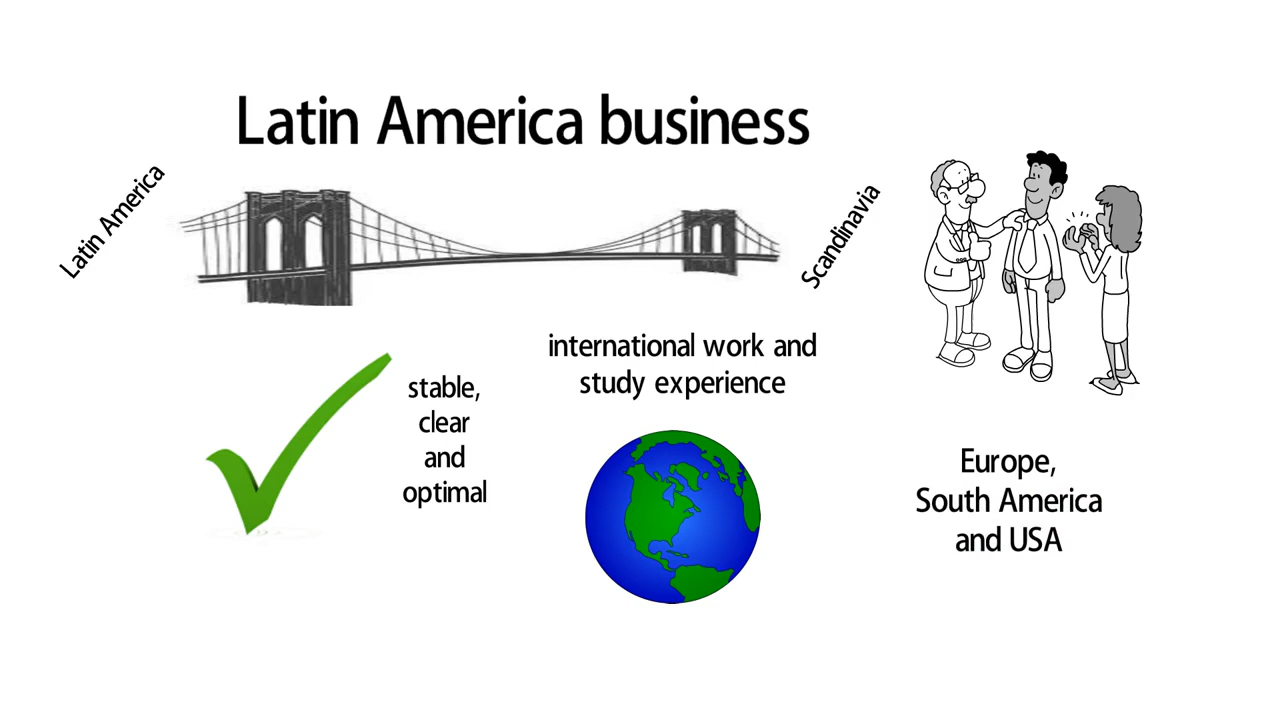 Latin America business
Latin America
Scandinavia
international work and
study experience
stable,
clear
and
optimal
Europe,
South America
and USA